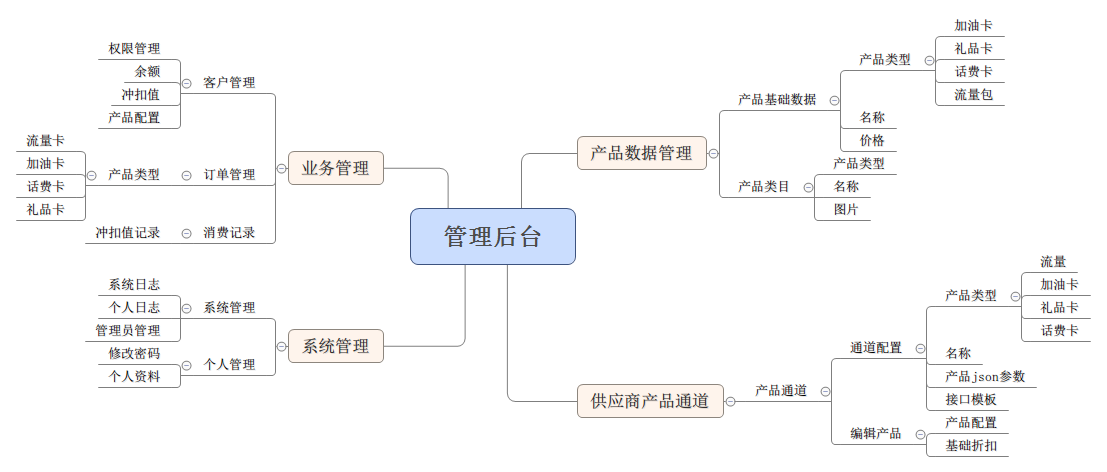 管理后台
业务管理
客户管理
权限管理
余额
冲扣值
产品配置
订单管理
产品类型
流量卡
加油卡
话费卡
礼品卡
消费记录
冲扣值记录
系统管理
系统管理
系统日志
个人日志
管理员管理
个人管理
修改密码
个人资料
产品数据管理
产品基础数据
产品类型
加油卡
礼品卡
话费卡
流量包
名称
价格
产品类目
产品类型
名称
图片
供应商产品通道
产品通道
通道配置
产品类型
流量
加油卡
礼品卡
话费卡
名称
产品json参数
接口模板
编辑产品
产品配置
基础折扣